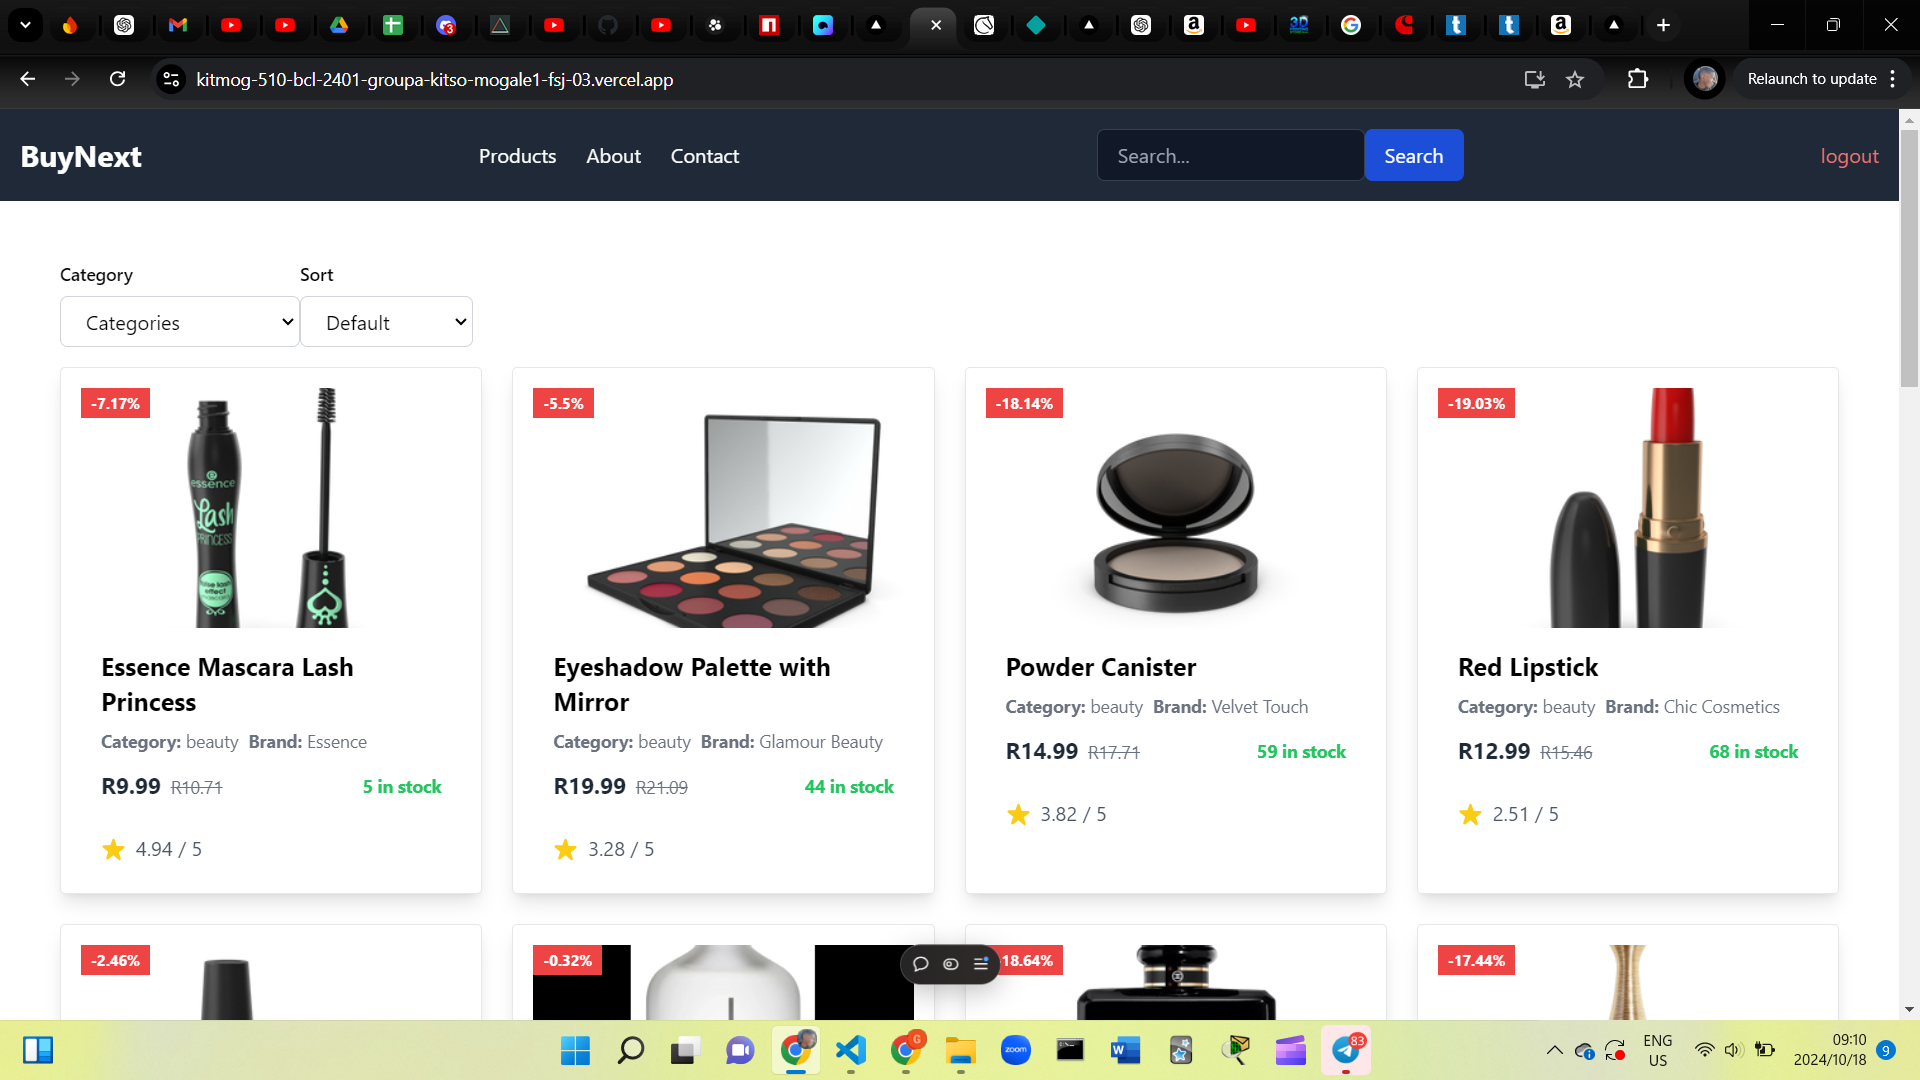 kitmog-510-bcl-2401-groupa-kitso-mogale1-fsj-03.vercel.app
Relaunch to update
BuyNext
Products
About
Contact
Search...
Search
logout
Category
Sort
Categories
Default
-7.17%
-5.5%
-18.14%
-19.03%
essence
Lash
PRINCESS
Essence Mascara Lash
Princess
Category: beauty Brand: Essence
R9.99 R10.71
5 in stock
4.94 / 5
Eyeshadow Palette with
Mirror
Category: beauty Brand: Glamour Beauty
R19.99 R21.09
44 in stock
3.28 / 5
Powder Canister
Category: beauty Brand: Velvet Touch
R14.99 R17.71
59 in stock
3.82 / 5
Red Lipstick
Category: beauty Brand: Chic Cosmetics
R12.99 R15.46
68 in stock
2.51 / 5
-2.46%
-0.32%
18.64%
-17.44%
zoom
83
ENG
US
09:10
2024/10/18
9